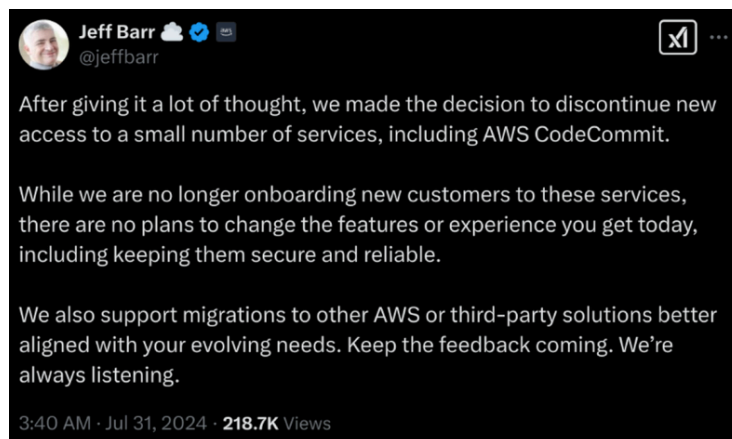 Jeff Barr
@jeffbarr
After giving it a lot of thought, we made the decision to discontinue new
access to a small number of services, including AWS CodeCommit.
While we are no longer onboarding new customers to these services,
there are no plans to change the features or experience you get today,
including keeping them secure and reliable.
We also support migrations to other AWS or third-party solutions better
aligned with your evolving needs. Keep the feedback coming. We’re
always listening.
3:40 AM · Jul 31, 2024 · 218.7K Views